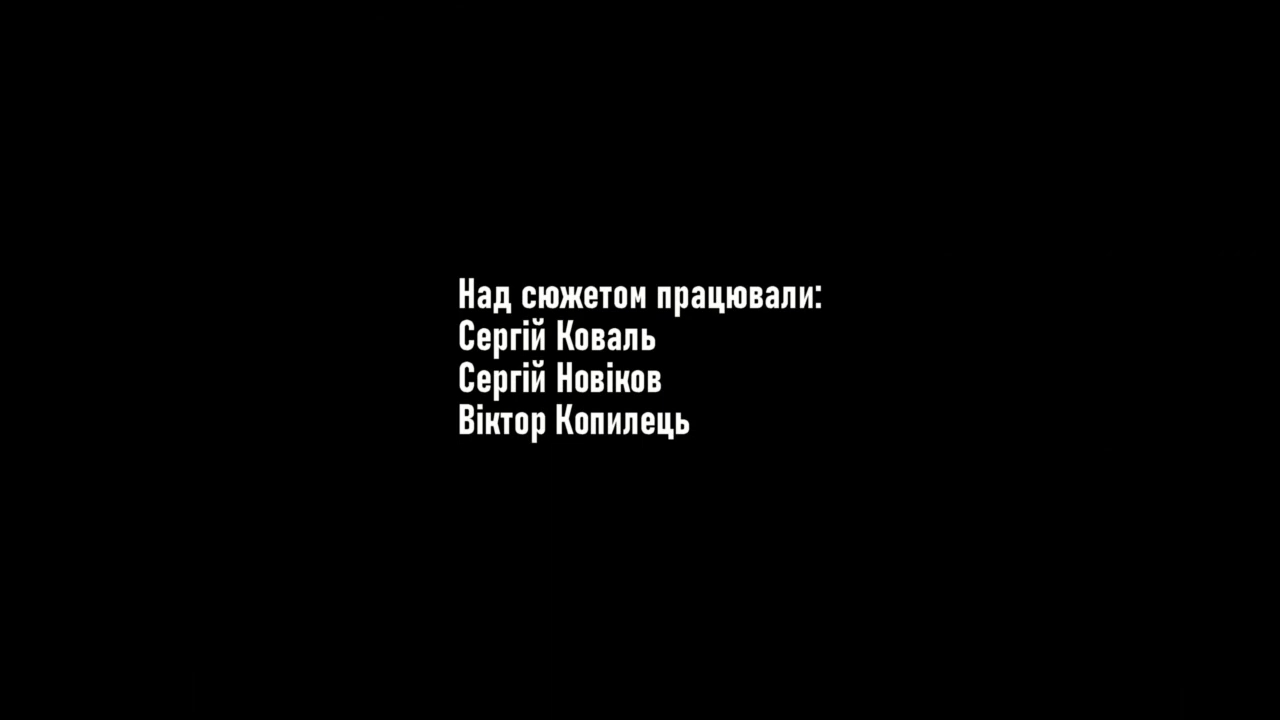 Над сюжетом працювали:
Сергій Коваль
Сергій Новіков
Віктор Копилець